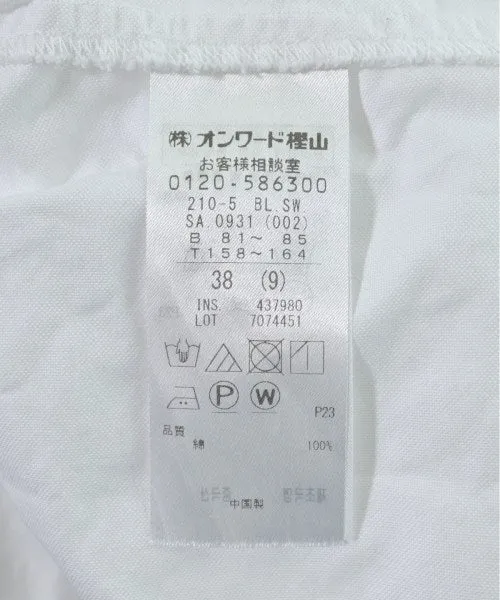 (株)オンワード樫山
お客様相談室
0120-586300
210-5 BL.SW
SA.0931(002)
B 81～ 85
T.158～164
38 (9)
INS. 437980
LOT 7074451
P W
P23
品質
綿 100%
中国製